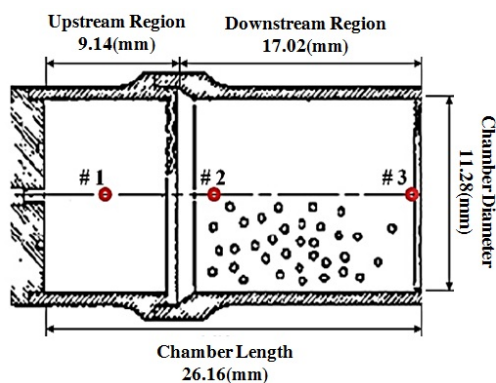 Upstream Region
9.14(mm)
Downstream Region
17.02(mm)
# 1
# 2
# 3
Chamber Diameter
11.28(mm)
Chamber Length
26.16(mm)